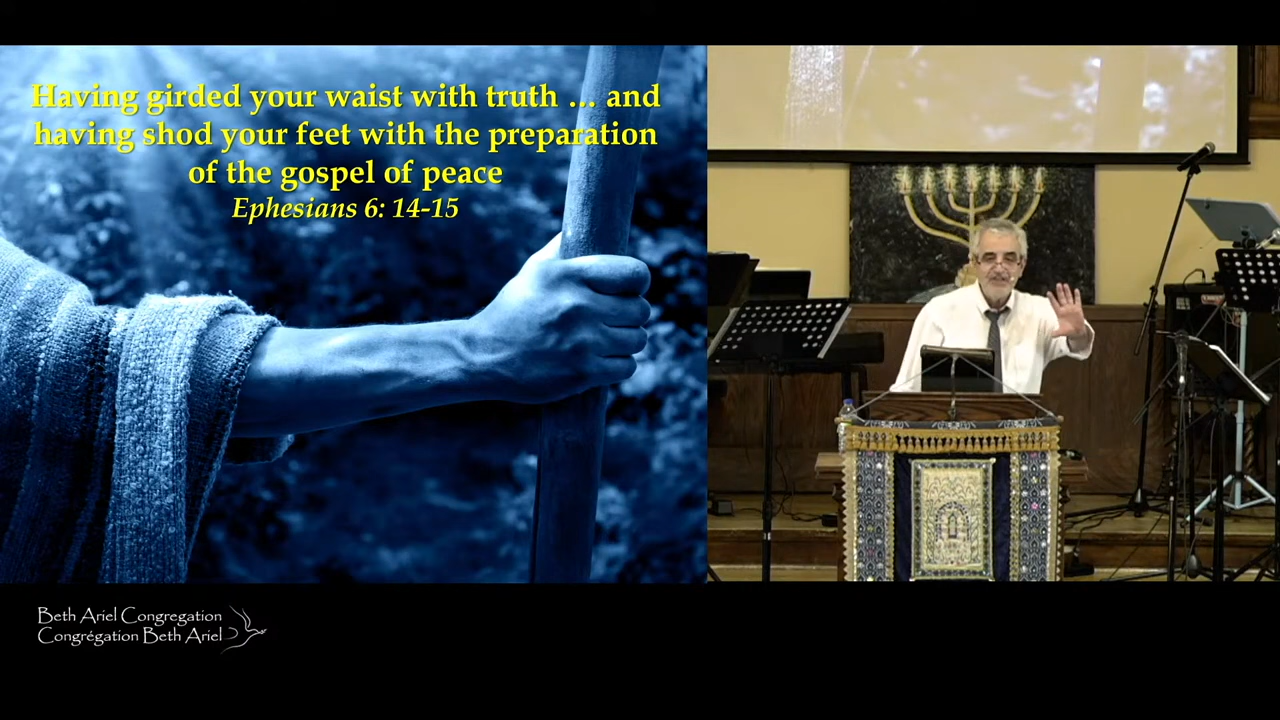 Having girded your waist with truth … and
having shod your feet with the preparation
of the gospel of peace
Ephesians 6: 14-15
Beth Ariel Congregation
Congrégation Beth Ariel